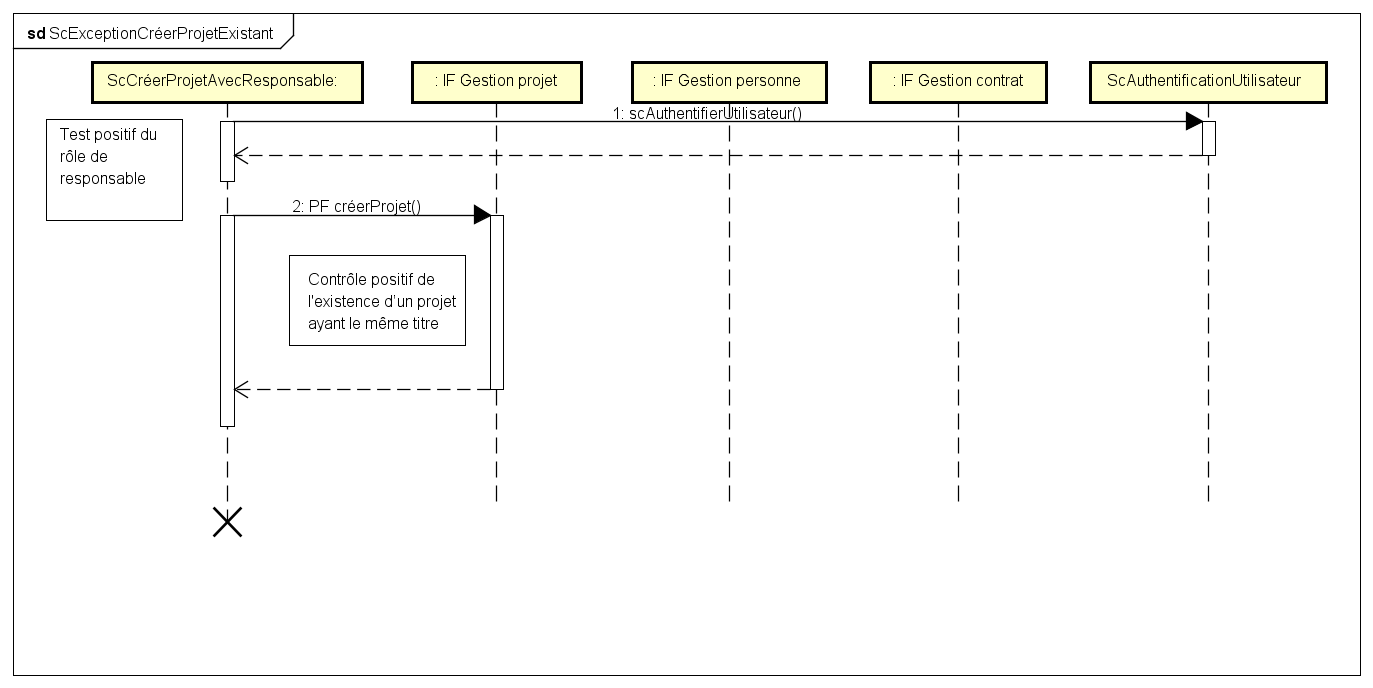 sd ScExceptionCréerProjetExistant
ScCréerProjetAvecResponsable:
: IF Gestion projet
: IF Gestion personne
: IF Gestion contrat
ScAuthentificationUtilisateur
1: scAuthentifierUtilisateur()
Test positif du
rôle de
responsable
2: PF créerProjet()
Contrôle positif de
l'existence d'un projet
ayant le même titre